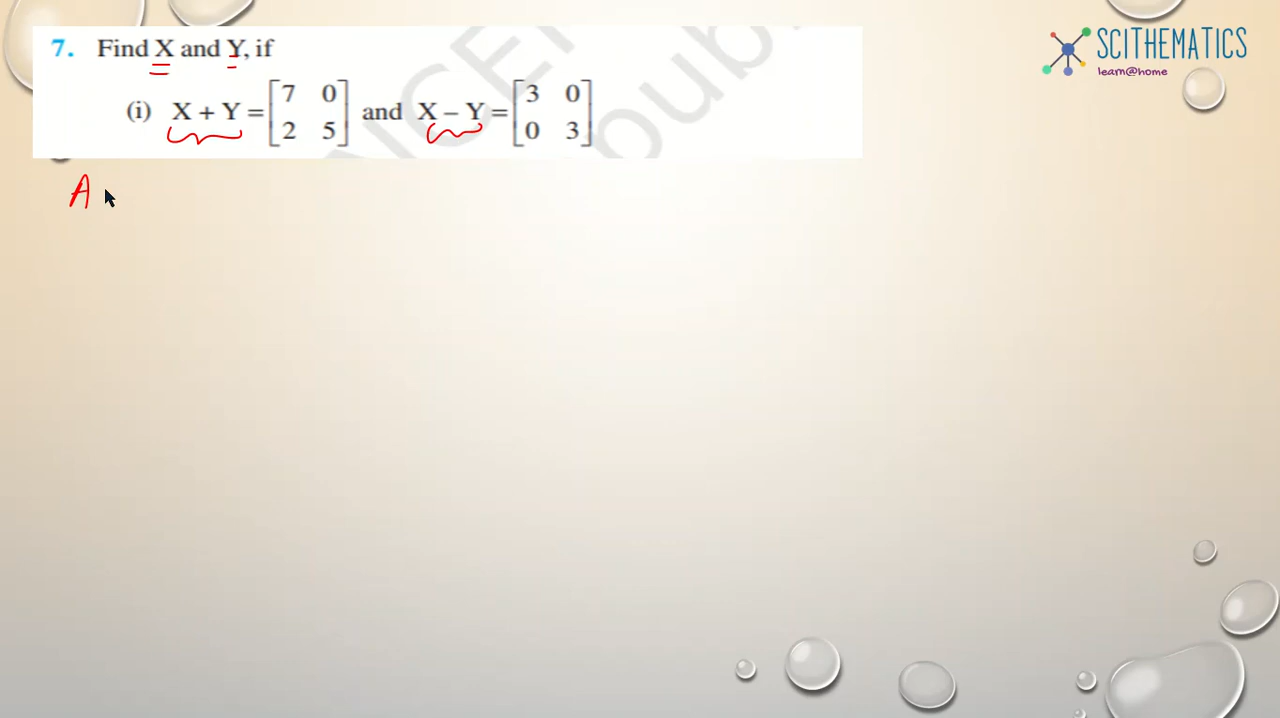 7. Find X and Y, if
(i) X + Y = [7 0 2 5] and X – Y = [3 0 0 3]
A
SCITHEMATICS
learn@home